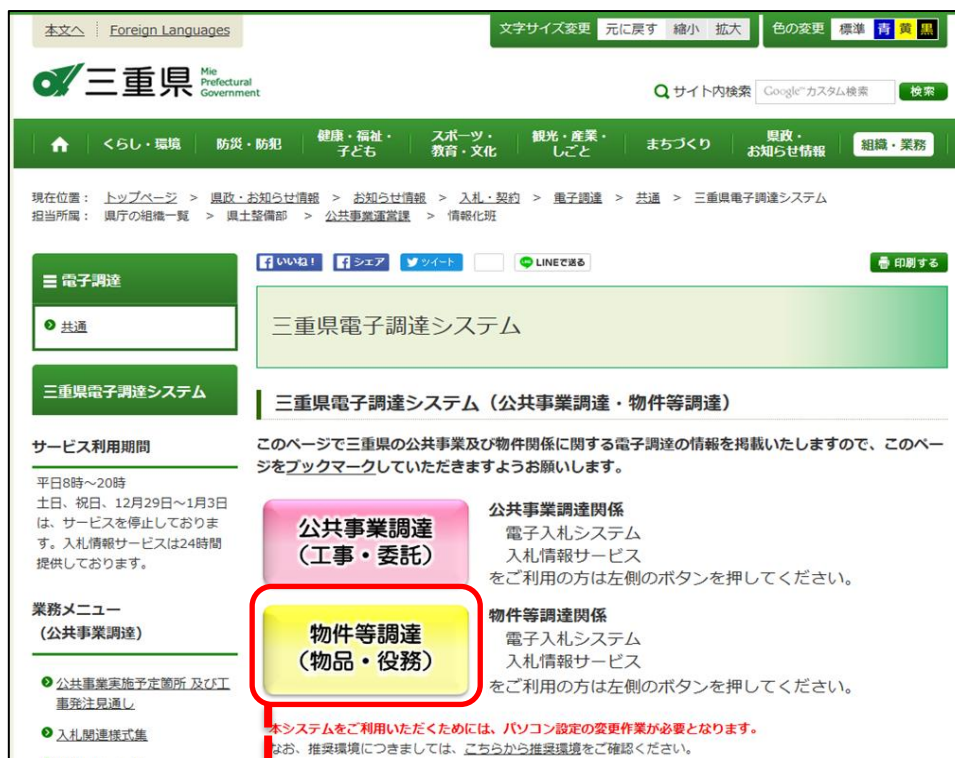 本文へ Foreign Languages
文字サイズ変更 元に戻す 縮小 拡大 色の変更 標準 青 黄 黒
三重県 Mie Prefectural Government
サイト内検索 Google™カスタム検索 検索
くらし・環境 防災・防犯 健康・福祉・子ども スポーツ・教育・文化 観光・産業・しごと まちづくり 県政・お知らせ情報 組織・業務
現在位置： トップページ > 県政・お知らせ情報 > お知らせ情報 > 入札・契約 > 電子調達 > 共通 > 三重県電子調達システム
担当所属： 県庁の組織一覧 > 県土整備部 > 公共事業運営課 > 情報化班
電子調達
共通
三重県電子調達システム
サービス利用期間
平日8時～20時
土日、祝日、12月29日～1月3日
は、サービスを停止しておりま
す。入札情報サービスは24時間
提供しております。
業務メニュー
（公共事業調達）
公共事業実施予定箇所 及び工
事発注見通し
入札関連様式集
いいね！ シェア ツイート LINEで送る 印刷する
三重県電子調達システム
三重県電子調達システム（公共事業調達・物件等調達）
このページで三重県の公共事業及び物件関係に関する電子調達の情報を掲載いたしますので、このペー
ジをブックマークしていただきますようお願いします。
公共事業調達
（工事・委託）
公共事業調達関係
電子入札システム
入札情報サービス
をご利用の方は左側のボタンを押してください。
物件等調達
（物品・役務）
物件等調達関係
電子入札システム
入札情報サービス
をご利用の方は左側のボタンを押してください。
本システムをご利用いただくためには、パソコン設定の変更作業が必要となります。
なお、推奨環境につきましては、こちらから推奨環境をご確認ください。